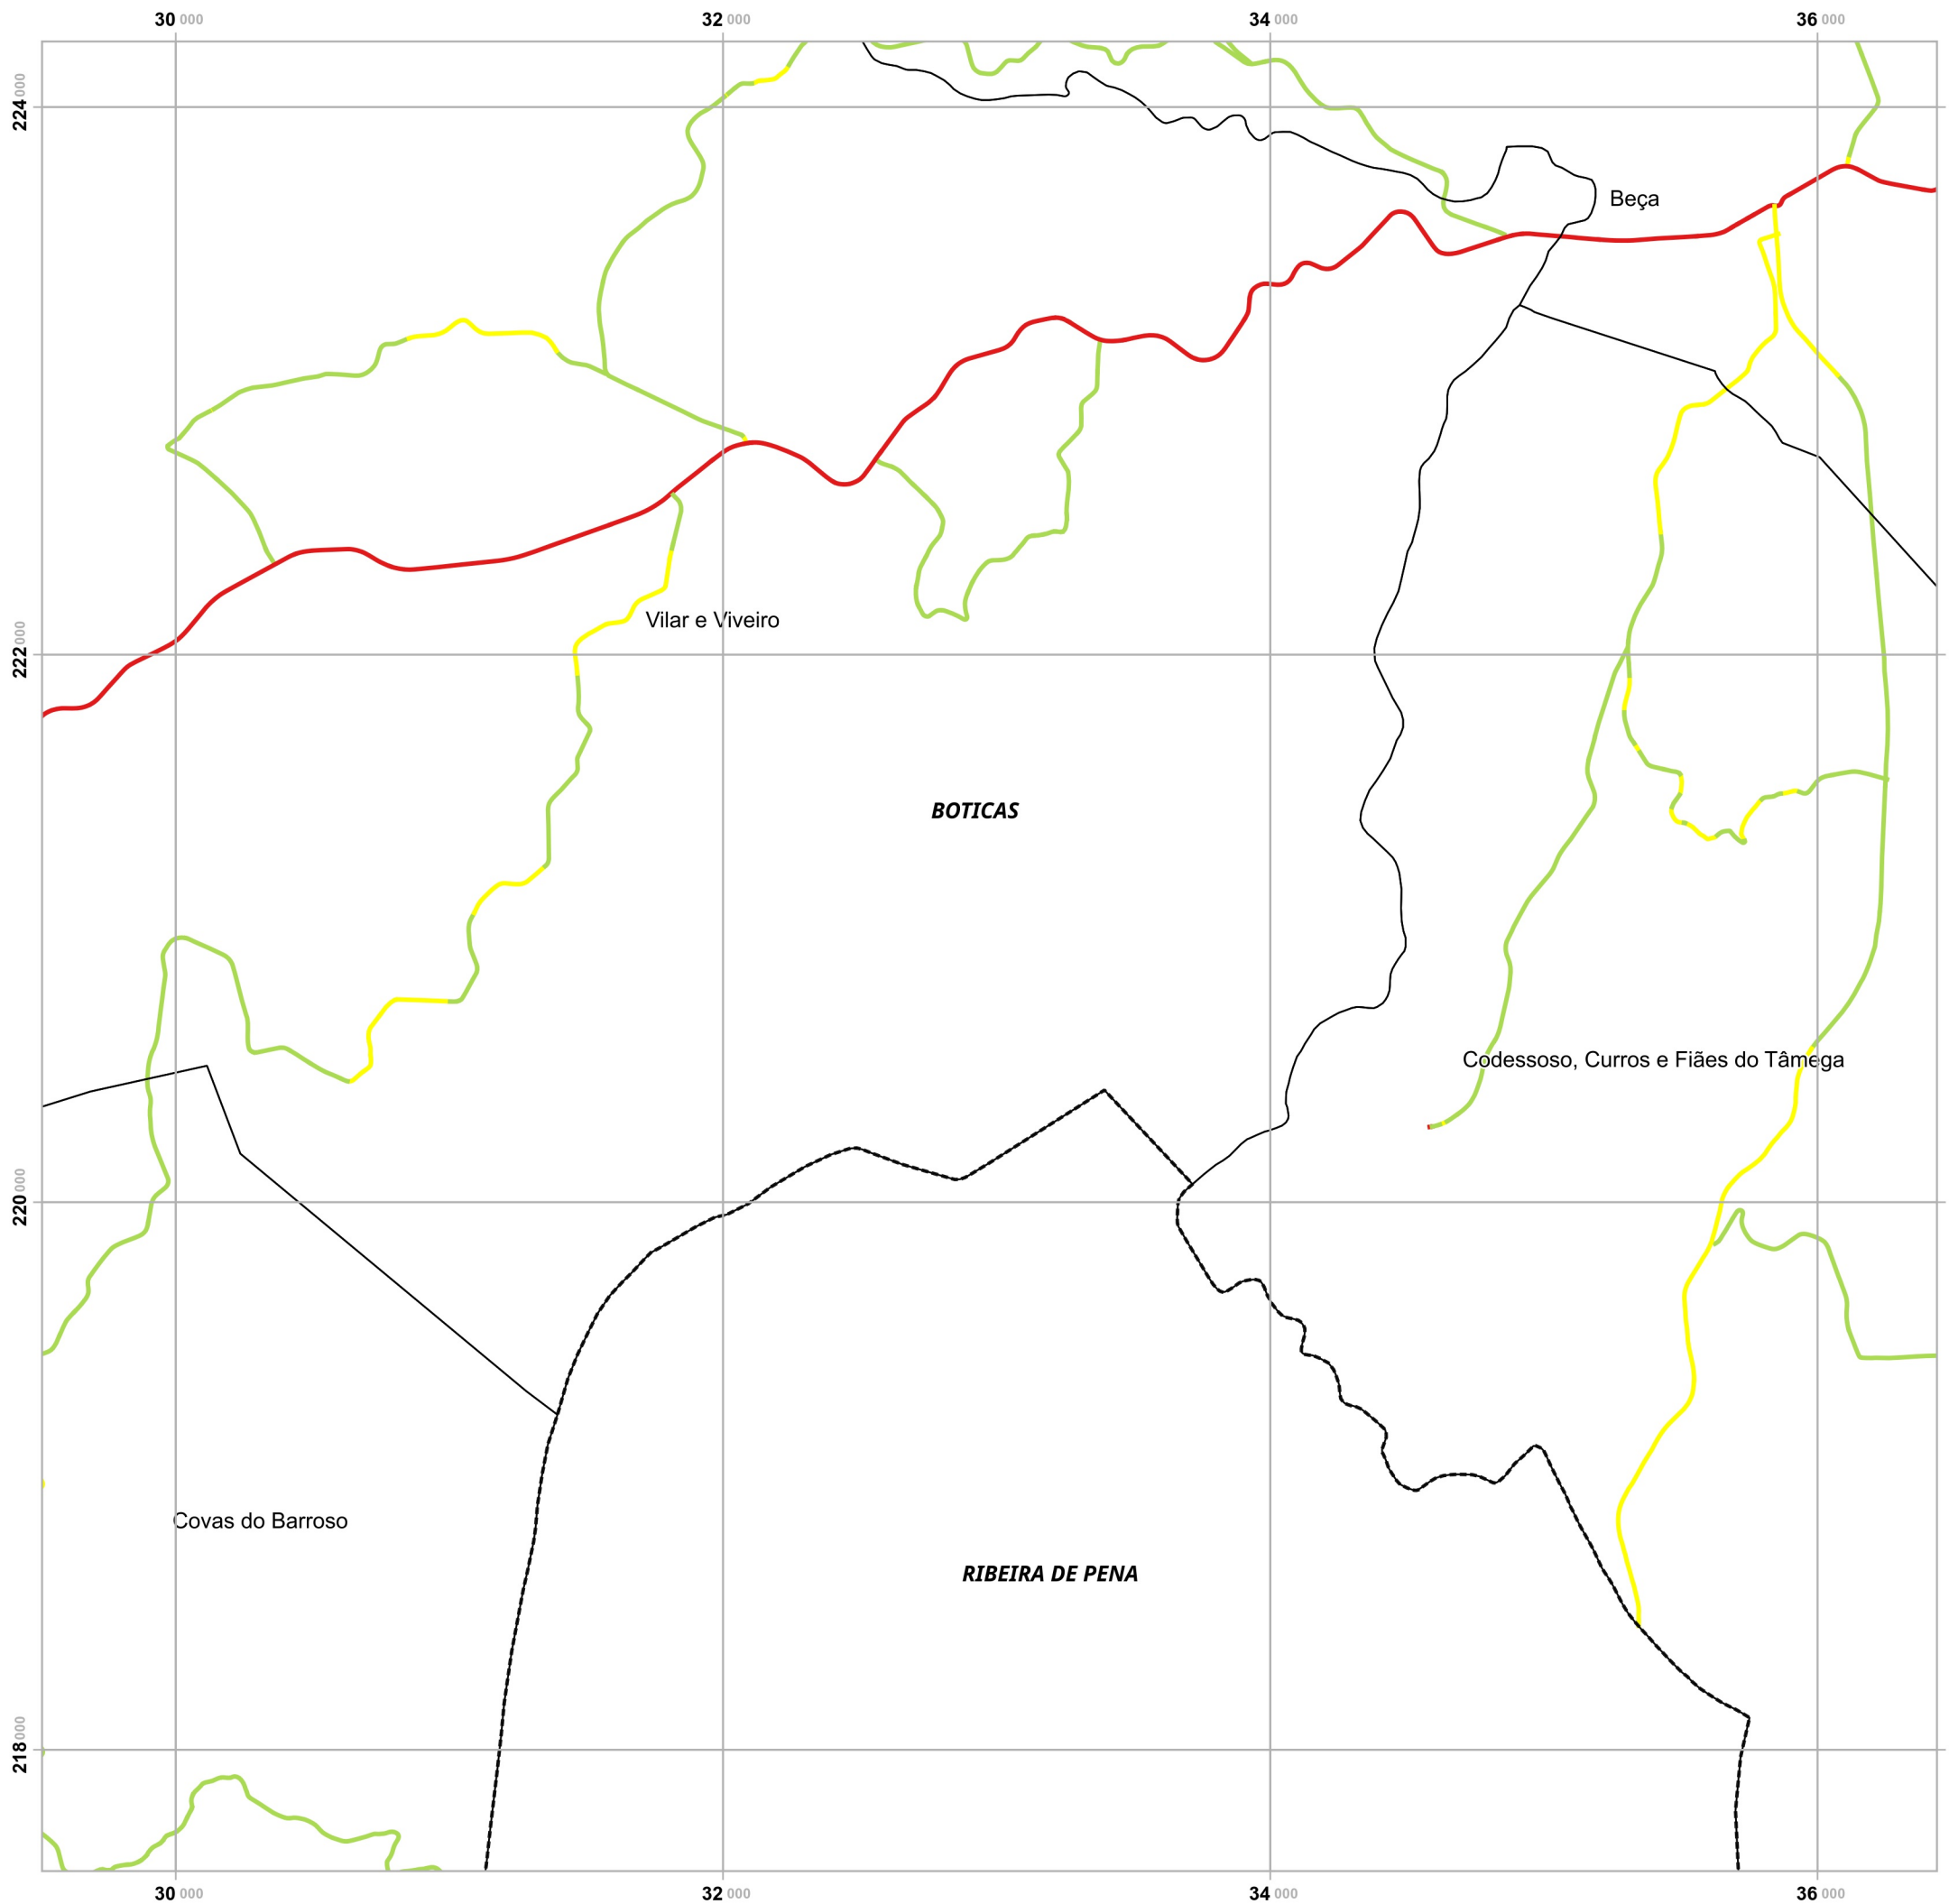 30 000 32 000 34 000 36 000
224 000
Beça
222 000
Vilar e Viveiro
BOTICAS
Codessoso, Curros e Fiães do Tâmega
220 000
Covas do Barroso
RIBEIRA DE PENA
218 000
30 000 32 000 34 000 36 000